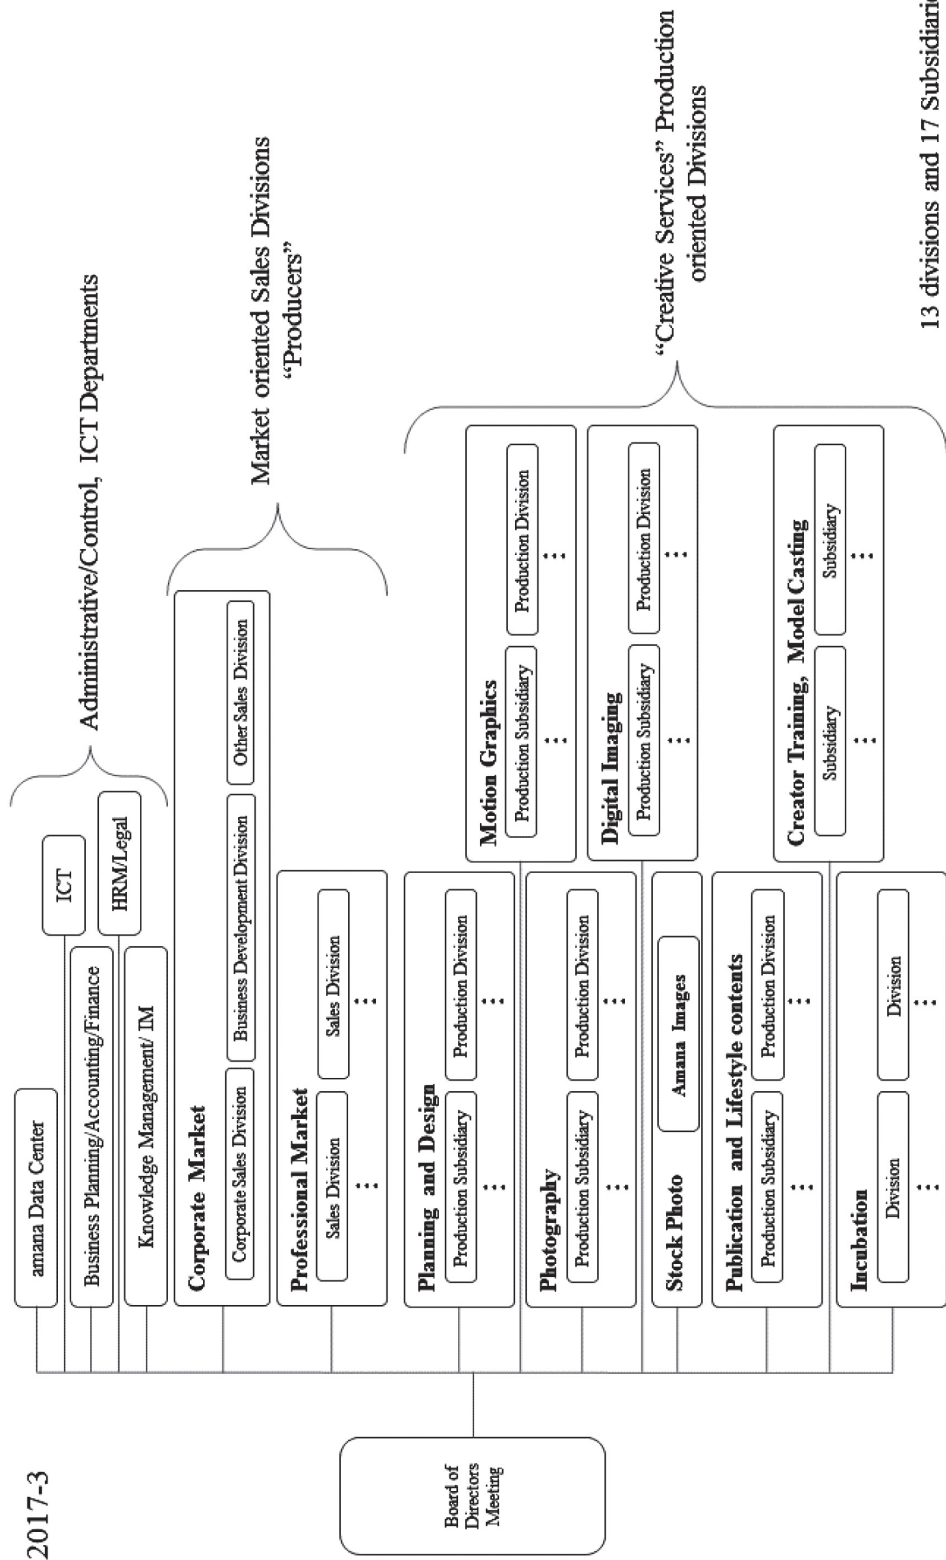 2017-3
Board of
Directors
Meeting
amana Data Center
ICT
Business Planning/Accounting/Finance
HRM/Legal
Knowledge Management/ IM
Administrative/Control, ICT Departments
Corporate Market
Corporate Sales Division
Business Development Division
Other Sales Division
Professional Market
Sales Division
Sales Division
Market oriented Sales Divisions
“Producers”
Planning and Design
Production Subsidiary
Production Division
Motion Graphics
Production Subsidiary
Production Division
Photography
Production Subsidiary
Production Division
Digital Imaging
Production Subsidiary
Production Division
Stock Photo
Amana Images
Publication and Lifestyle contents
Production Subsidiary
Production Division
Creator Training, Model Casting
Subsidiary
Subsidiary
Incubation
Division
Division
“Creative Services” Production
oriented Divisions
13 divisions and 17